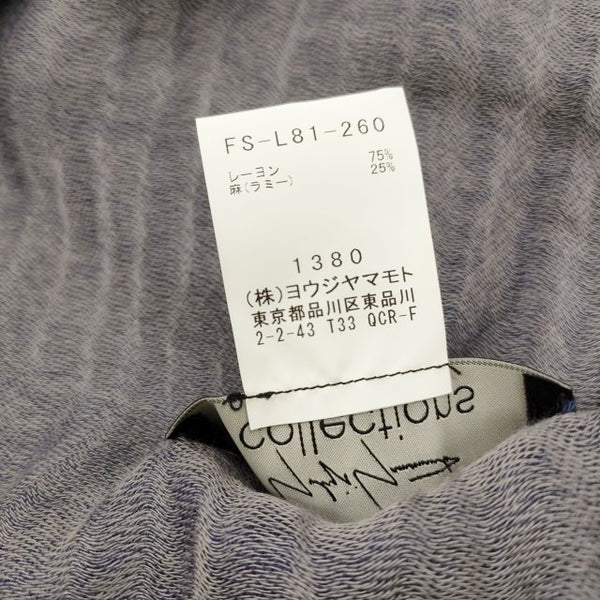 FS-L81-260
レーヨン 75%
麻(ラミー) 25%
1380
(株)ヨウジヤマモト
東京都品川区東品川
2-2-43 T33 QCR-F
collections